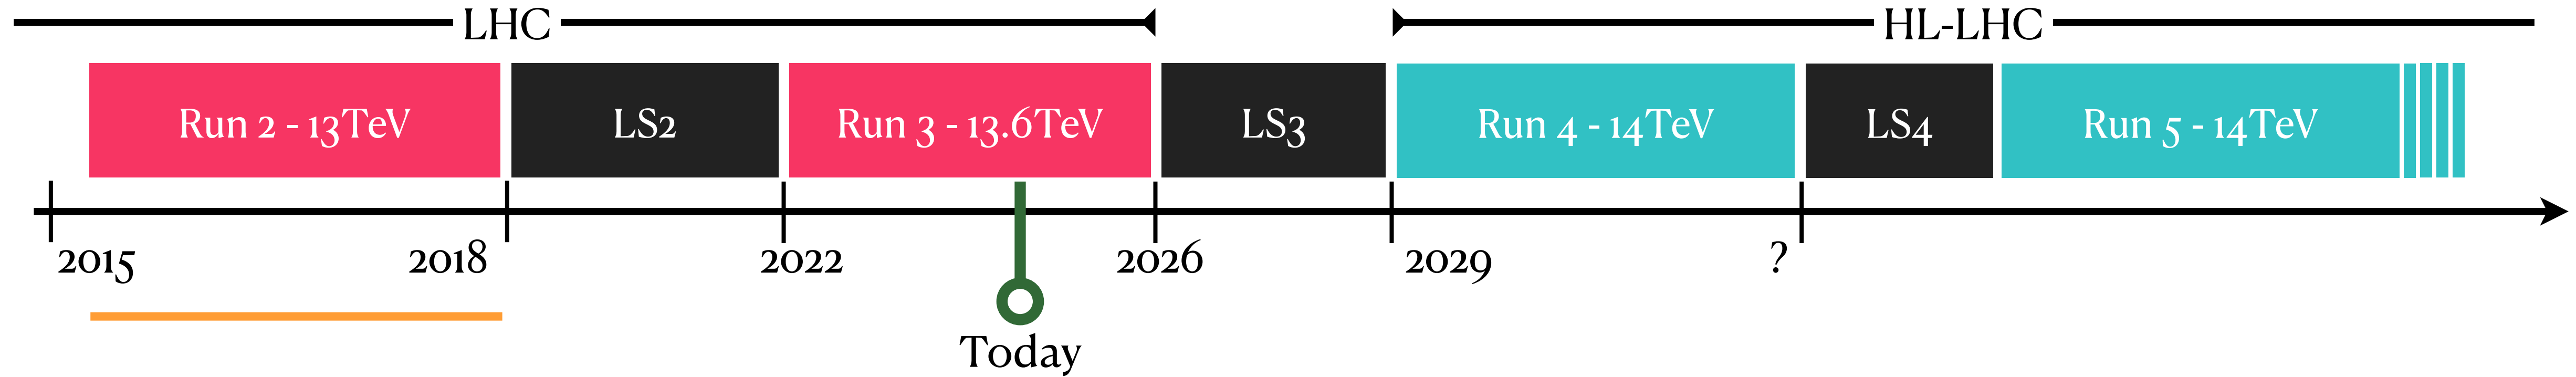 LHC
HL-LHC
Run 2 - 13TeV
LS2
Run 3 - 13.6TeV
LS3
Run 4 - 14TeV
LS4
Run 5 - 14TeV
2015
2018
2022
2026
2029
?
Today